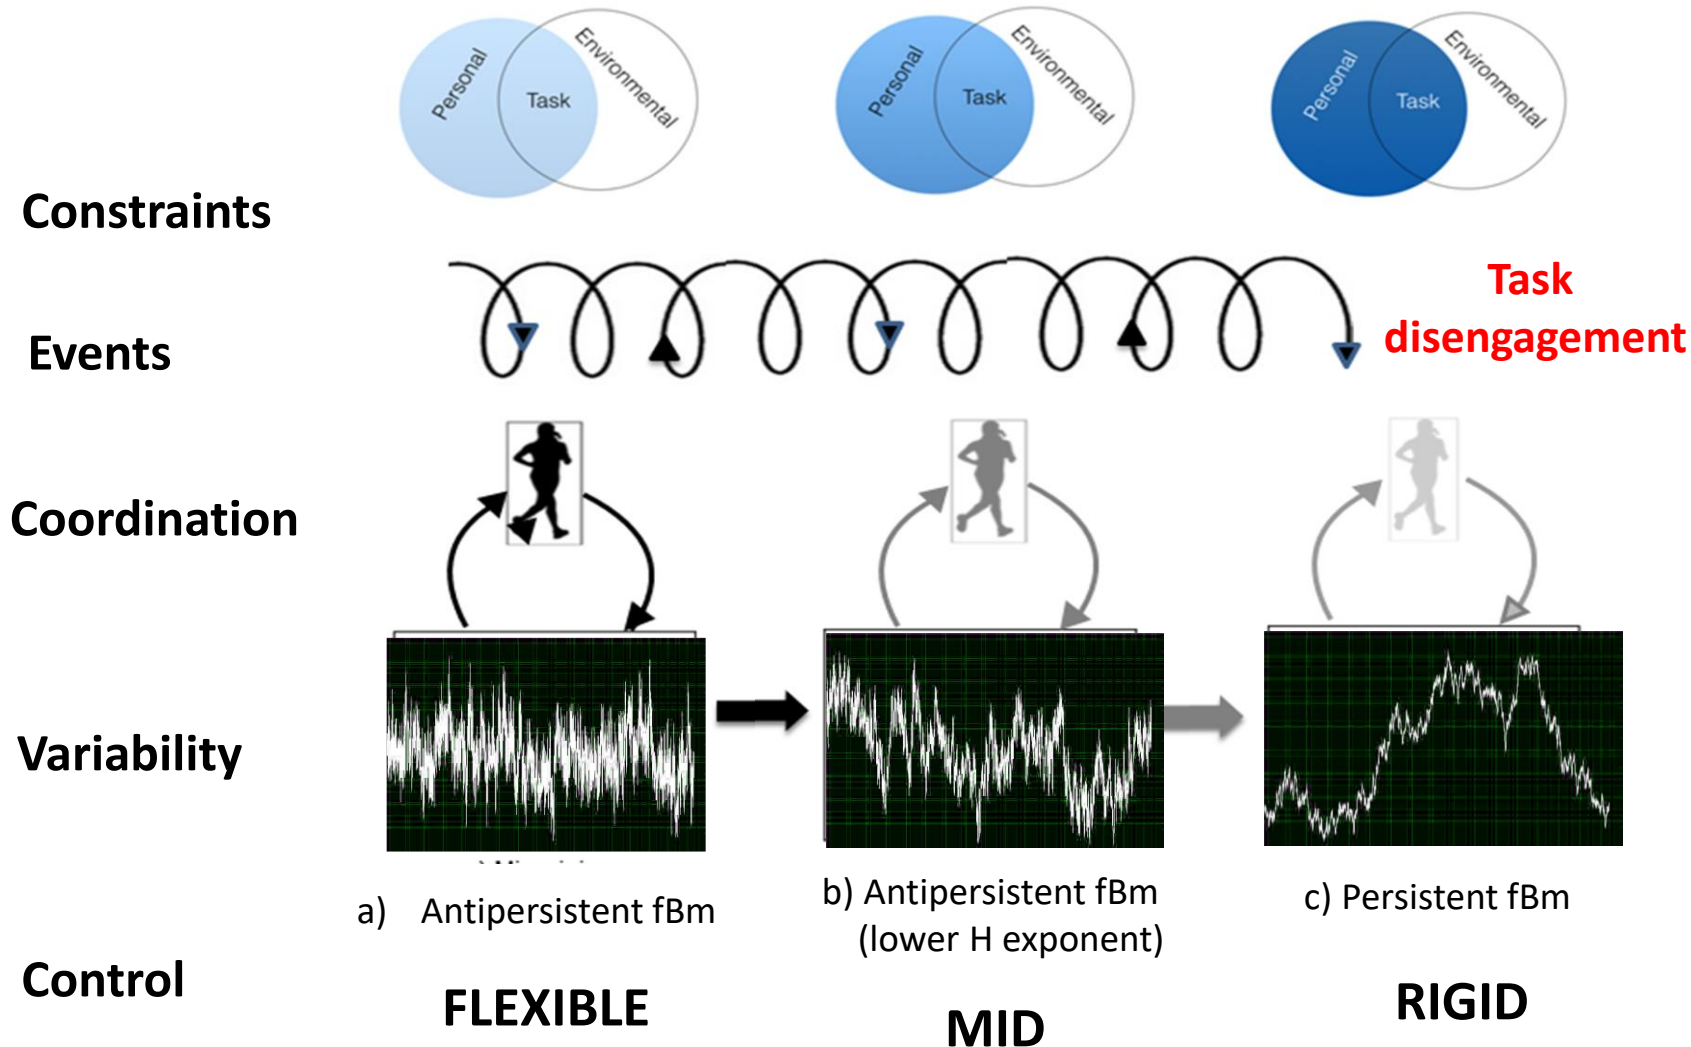 Personal
Task
Environmental
Personal
Task
Environmental
Personal
Task
Environmental
Constraints
Task
disengagement
Events
Coordination
Variability
a) Antipersistent fBm
b) Antipersistent fBm
(lower H exponent)
c) Persistent fBm
Control
FLEXIBLE
MID
RIGID